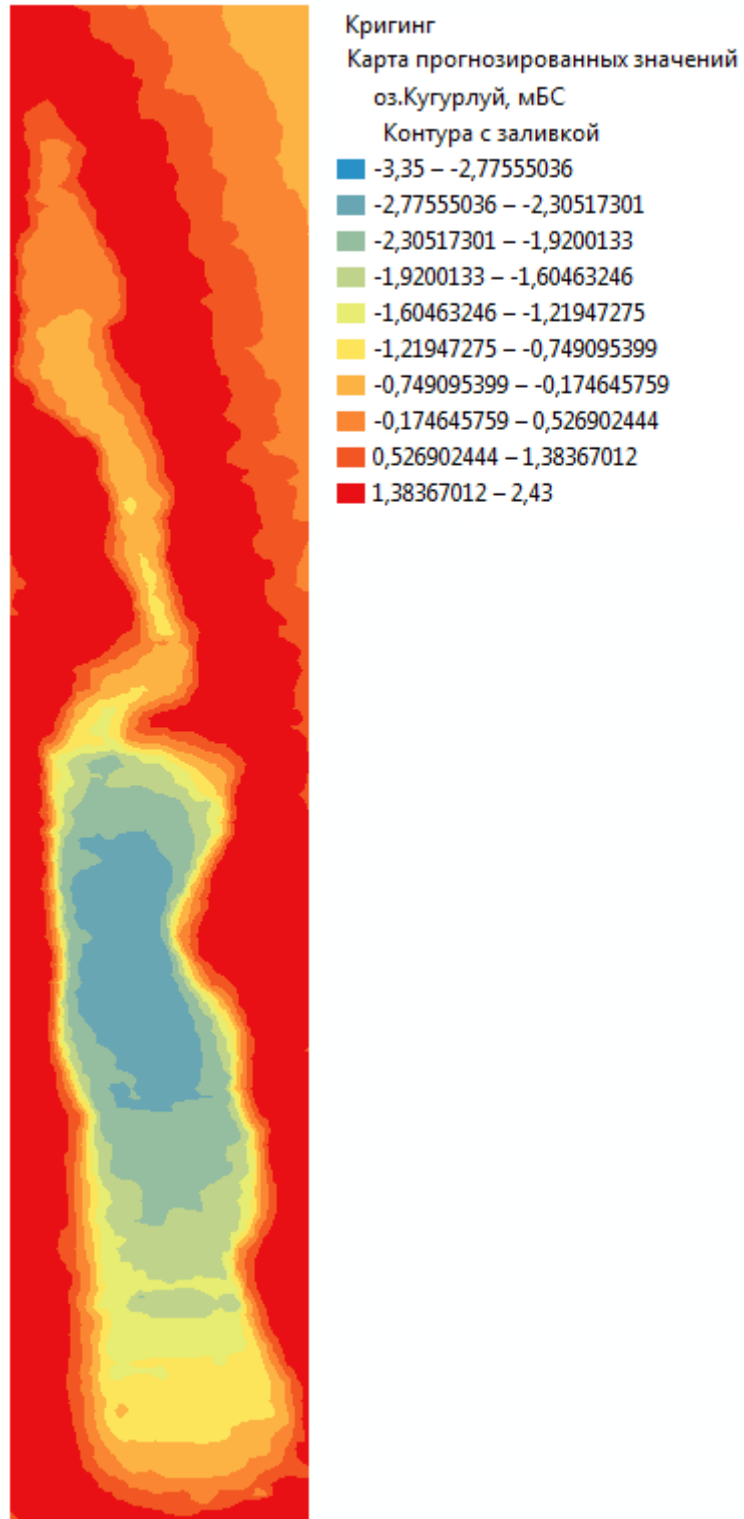 Кригинг
Карта прогнозированных значений
оз.Кугурлуй, мБС
Контура с заливкой
-3,35 – -2,77555036
-2,77555036 – -2,30517301
-2,30517301 – -1,9200133
-1,9200133 – -1,60463246
-1,60463246 – -1,21947275
-1,21947275 – -0,749095399
-0,749095399 – -0,174645759
-0,174645759 – 0,526902444
0,526902444 – 1,38367012
1,38367012 – 2,43